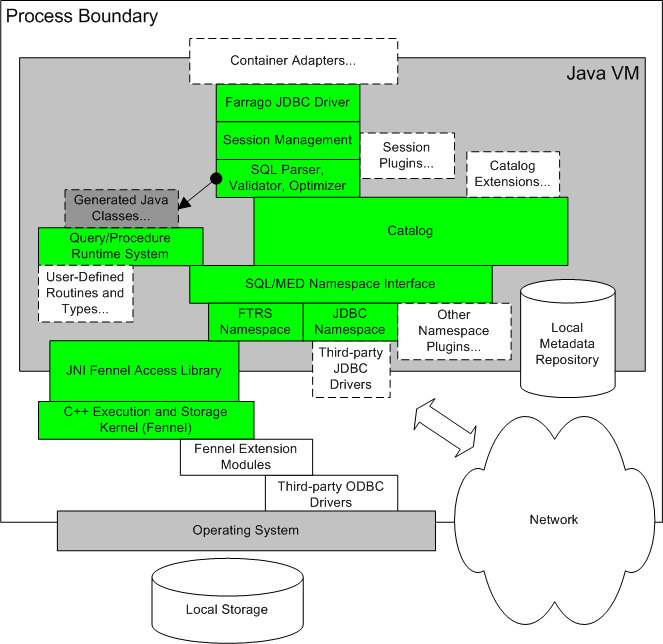 Process Boundary
Container Adapters...
Java VM
Farrago JDBC Driver
Session Management
Session
Plugins...
Catalog
Extensions...
SQL Parser,
Validator, Optimizer
Generated Java
Classes...
Catalog
Query/Procedure
Runtime System
User-Defined
Routines and
Types...
SQL/MED Namespace Interface
FTRS
Namespace
JDBC
Namespace
Other
Namespace
Plugins...
Local
Metadata
Repository
Third-party
JDBC
Drivers
JNI Fennel Access Library
C++ Execution and Storage
Kernel (Fennel)
Fennel Extension
Modules
Third-party ODBC
Drivers
Operating System
Network
Local Storage